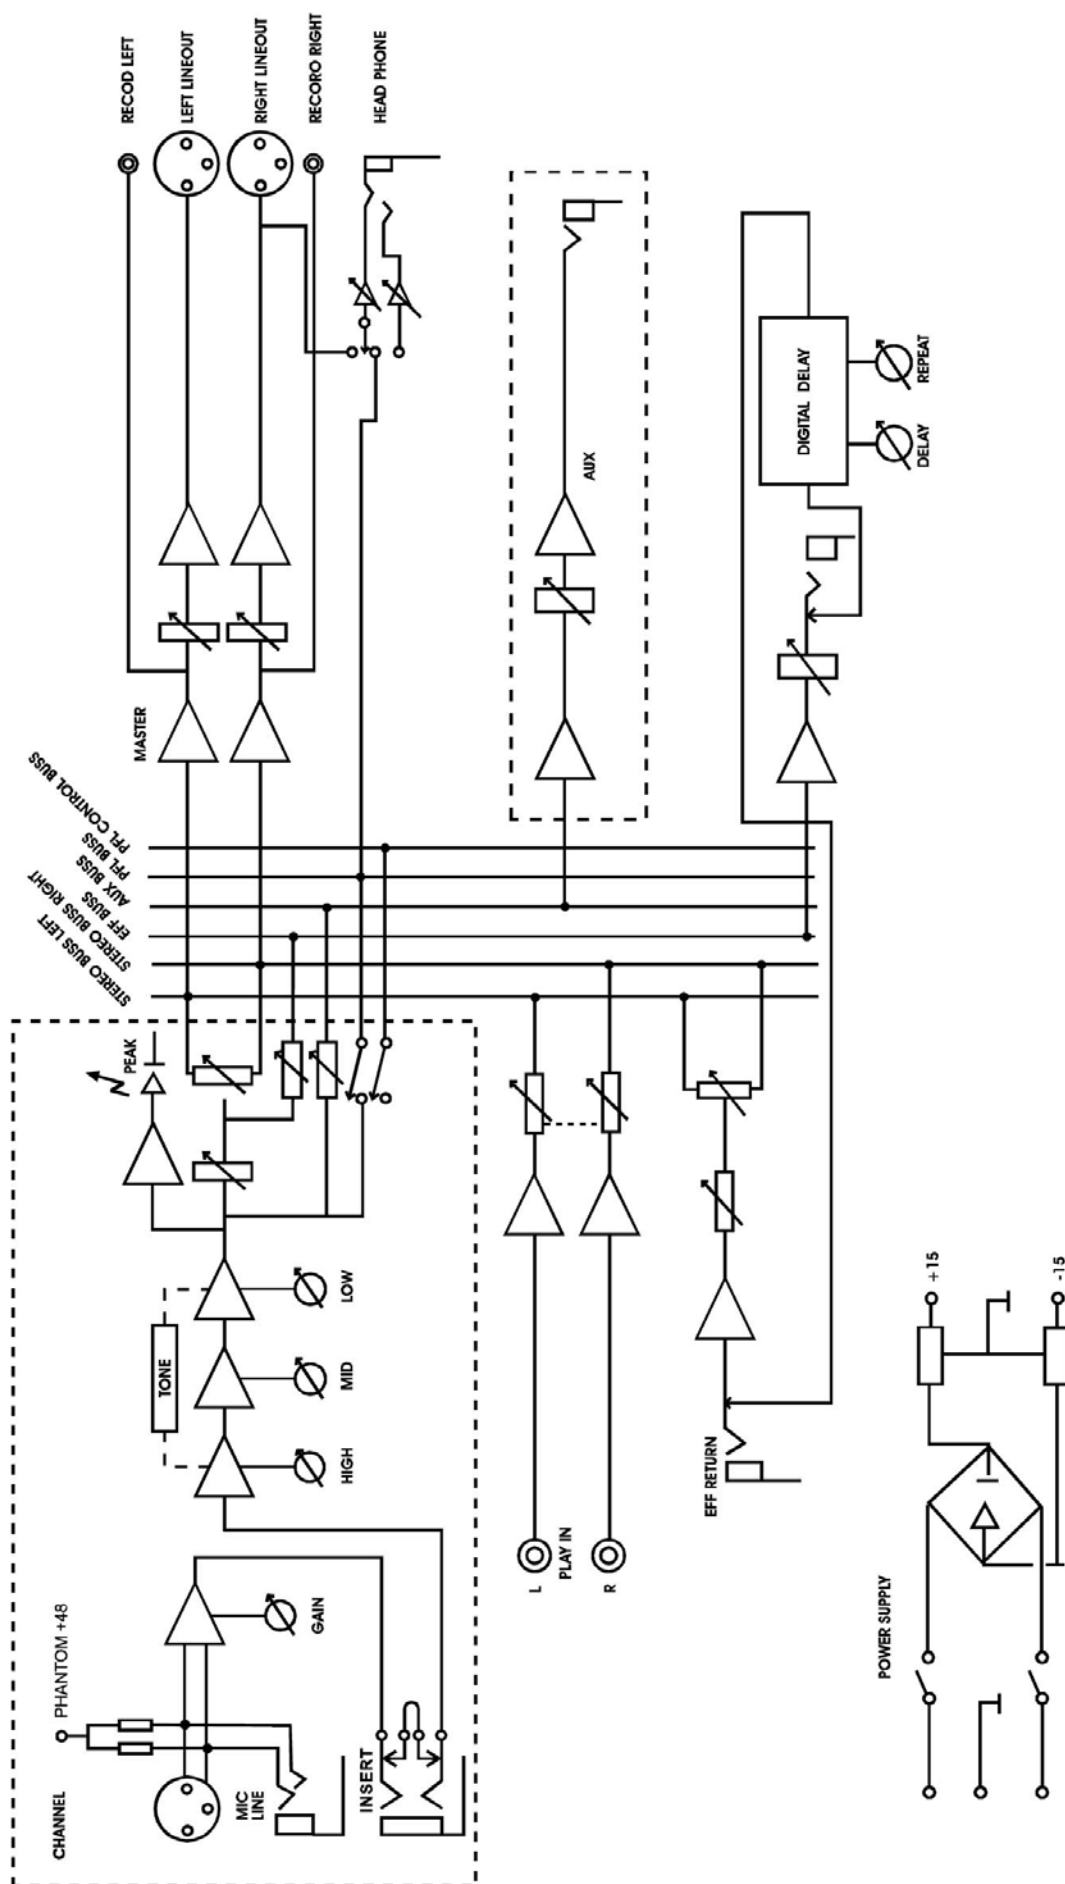 CHANNEL
PHANTOM +48
MIC
LINE
GAIN
INSERT
HIGH
MID
LOW
TONE
PEAK
STEREO BUSS LEFT
STEREO BUSS RIGHT
EFF BUSS
AUX BUSS
PFL BUSS
PFL CONTROL BUSS
MASTER
RECOD LEFT
LEFT LINEOUT
RIGHT LINEOUT
RECORO RIGHT
HEAD PHONE
AUX
L
PLAY IN
R
EFF RETURN
DIGITAL DELAY
DELAY
REPEAT
POWER SUPPLY
+15
-15